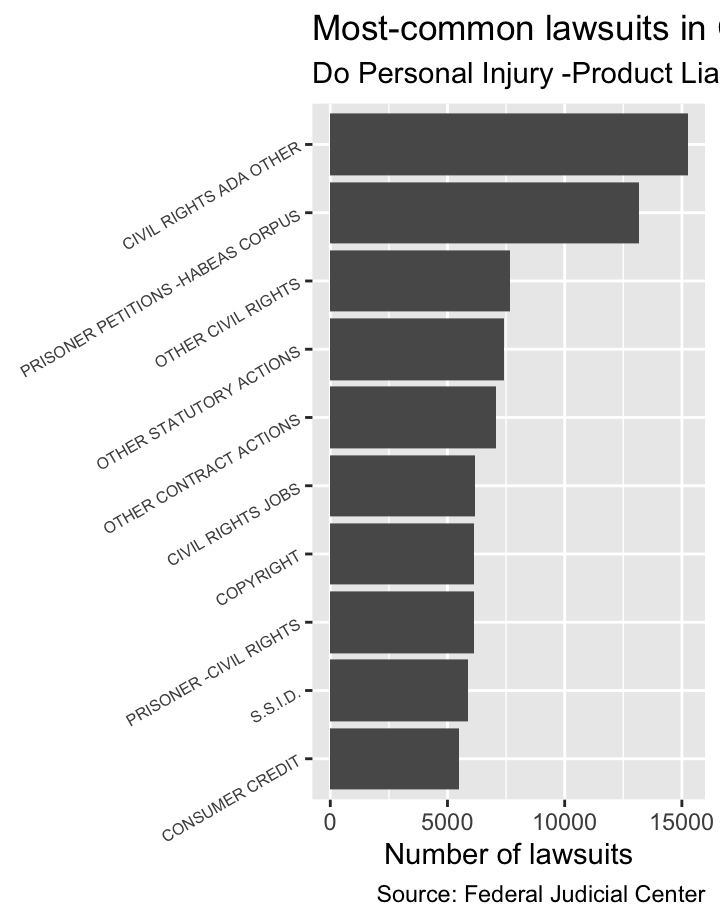 Most-common lawsuits in
Do Personal Injury -Product
CIVIL RIGHTS ADA OTHER
PRISONER PETITIONS -HABEAS CORPUS
OTHER CIVIL RIGHTS
OTHER STATUTORY ACTIONS
OTHER CONTRACT ACTIONS
CIVIL RIGHTS JOBS
COPYRIGHT
PRISONER -CIVIL RIGHTS
S.S.I.D.
CONSUMER CREDIT
0 5000 10000 15000
Number of lawsuits
Source: Federal Judicial Center